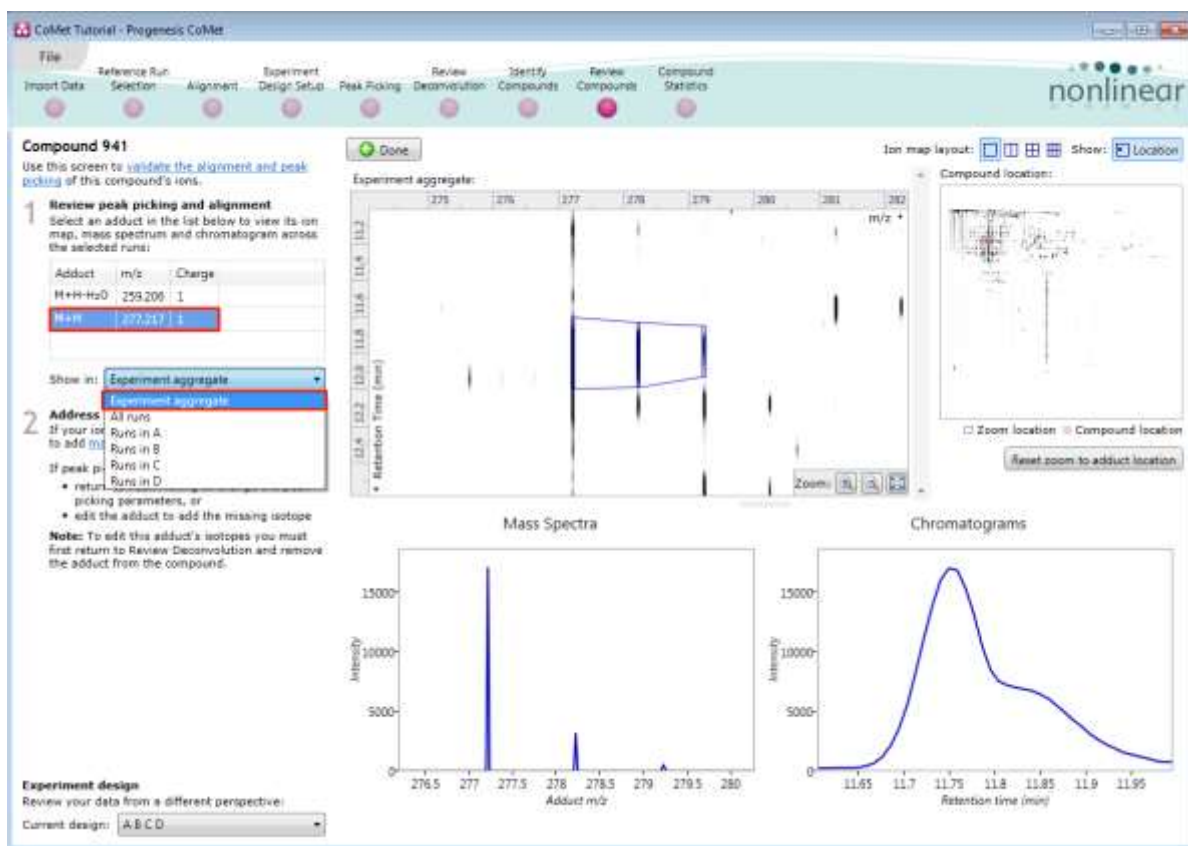 CoMet Tutorial - Progenesis CoMet
File
Import Data
Reference Run
Selection
Alignment
Experiment
Design Setup
Peak Picking
Review
Deconvolution
Identify
Compounds
Review
Compounds
Compound
Statistics
nonlinear
Compound 941
Use this screen to validate the alignment and peak
picking of this compound's ions.
1 Review peak picking and alignment
Select an adduct in the list below to view its ion
map, mass spectrum and chromatogram across
the selected runs:
Adduct m/z Charge
M+H-H2O 259.206 1
M+H 277.217 1
Show in: Experiment aggregate
Experiment aggregate
All runs
Runs in A
Runs in B
Runs in C
Runs in D
2 Address
If your ion
to add
If peak p
• return
picking parameters, or
• edit the adduct to add the missing isotope
Note: To edit this adduct's isotopes you must
first return to Review Deconvolution and remove
the adduct from the compound.
Experiment design
Review your data from a different perspective:
Current design: A B C D
Done
Ion map layout:
Show: Location
Experiment aggregate:
275 276 277 278 279 280 281 282
m/z
11.2
11.4
11.6
11.8
12.0
12.2
12.4
Retention Time (min)
Zoom:
Compound location:
Zoom location Compound location
Reset zoom to adduct location
Mass Spectra
Intensity
15000
10000
5000
0
276.5 277 277.5 278 278.5 279 279.5 280
Adduct m/z
Chromatograms
Intensity
15000
10000
5000
0
11.65 11.7 11.75 11.8 11.85 11.9 11.95
Retention time (min)